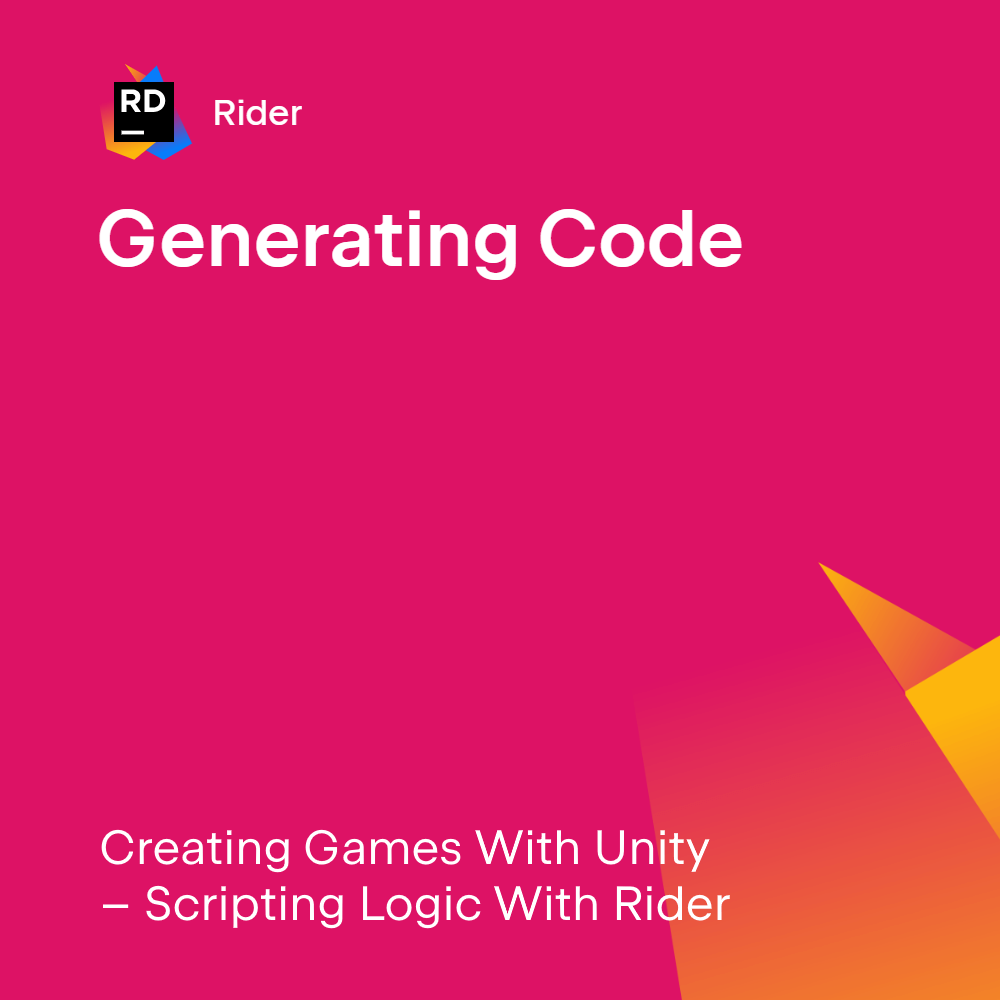 RD
Rider
Generating Code
Creating Games With Unity
– Scripting Logic With Rider